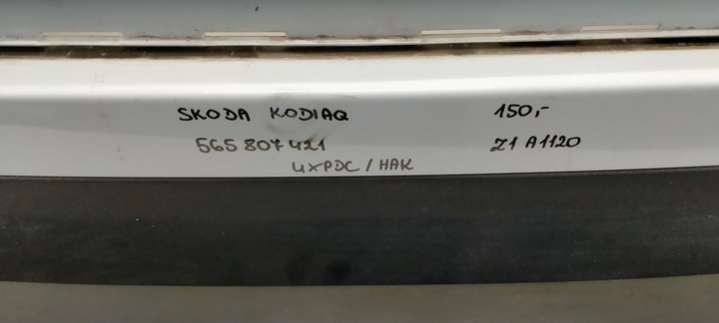 SKODA KODIAQ 150,-
565 807 421 Z1 A1120
4XPDC / HAK